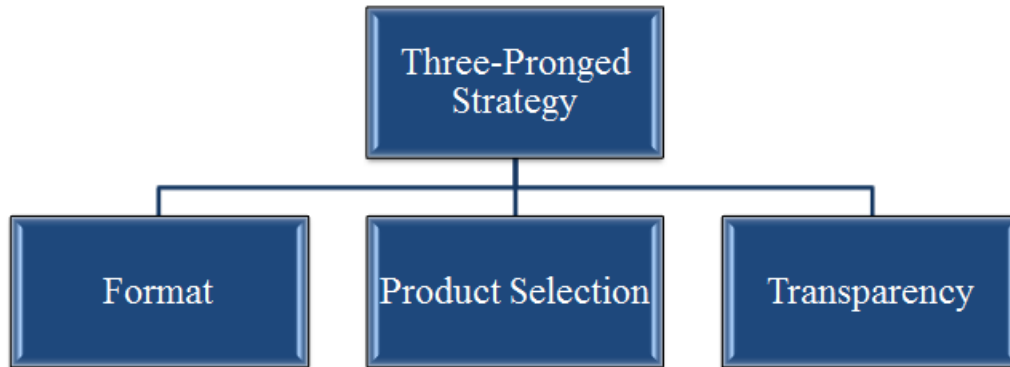 Three-Pronged
Strategy
Format
Product Selection
Transparency